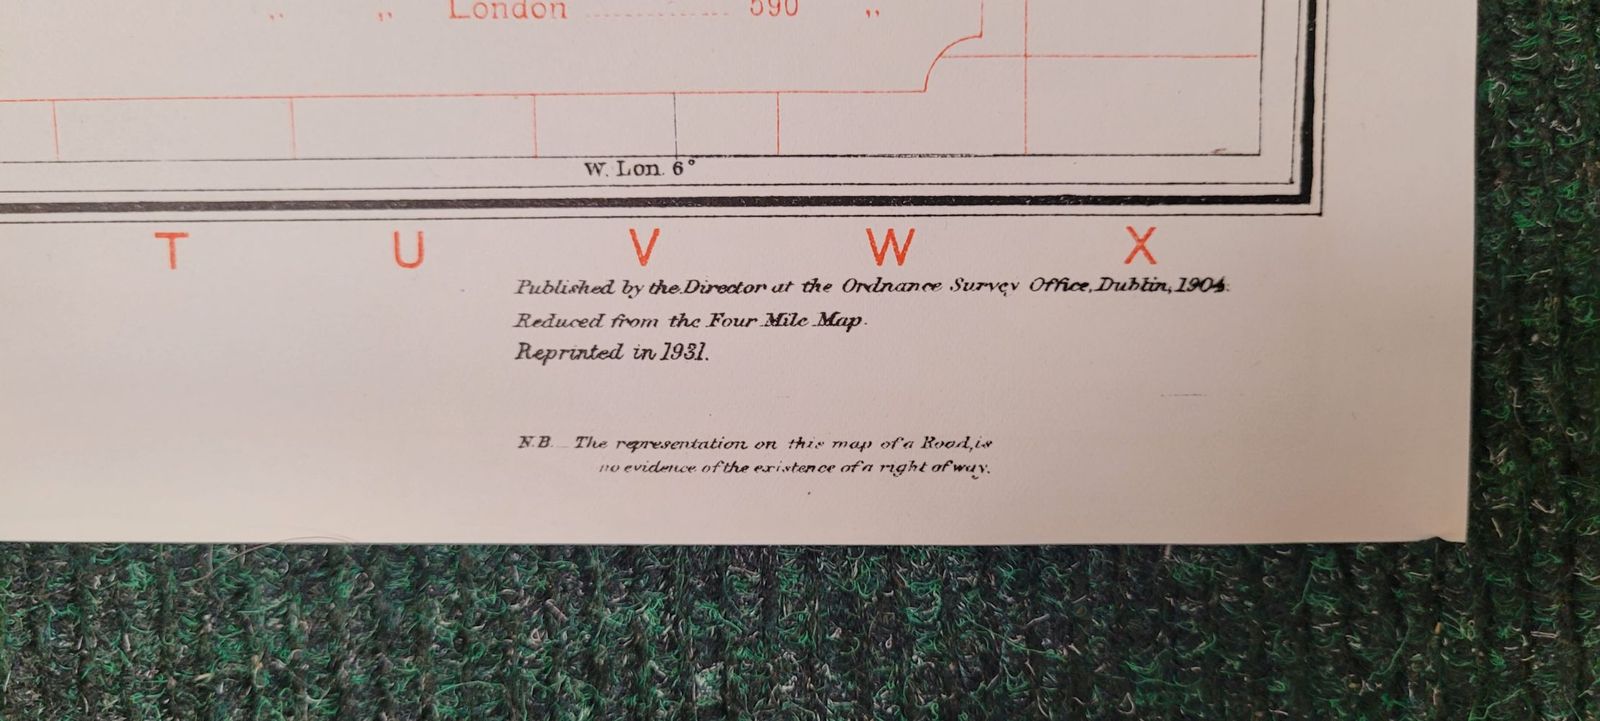 „ „ London ............... 590 „
W. Lon. 6°
T U V W X
Published by the Director at the Ordnance Survey Office, Dublin, 1904.
Reduced from the Four Mile Map.
Reprinted in 1931.
N.B. The representation on this map of a Road, is
no evidence of the existence of a right of way.